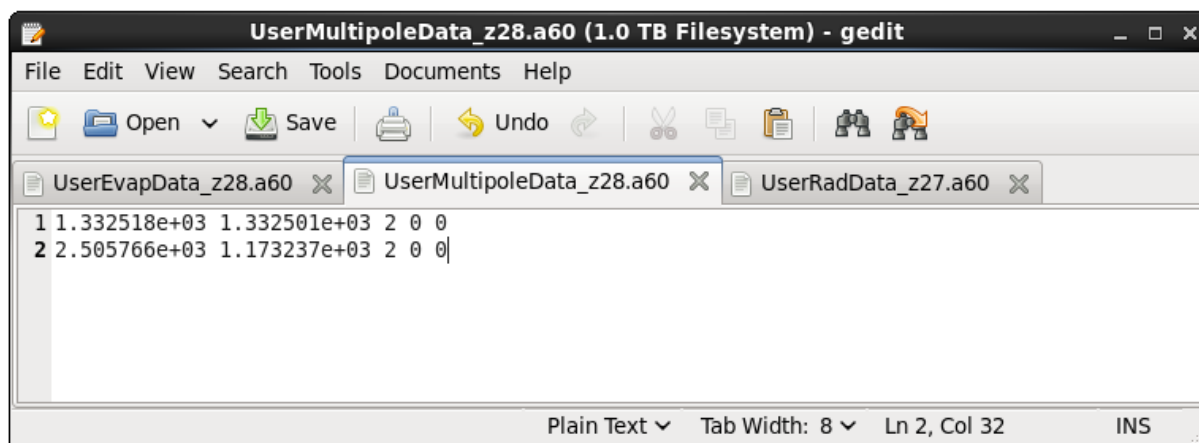 UserMultipoleData_z28.a60 (1.0 TB Filesystem) - gedit
File Edit View Search Tools Documents Help
Open Save Undo
UserEvapData_z28.a60 UserMultipoleData_z28.a60 UserRadData_z27.a60
1 1.332518e+03 1.332501e+03 2 0 0
2 2.505766e+03 1.173237e+03 2 0 0
Plain Text Tab Width: 8 Ln 2, Col 32 INS